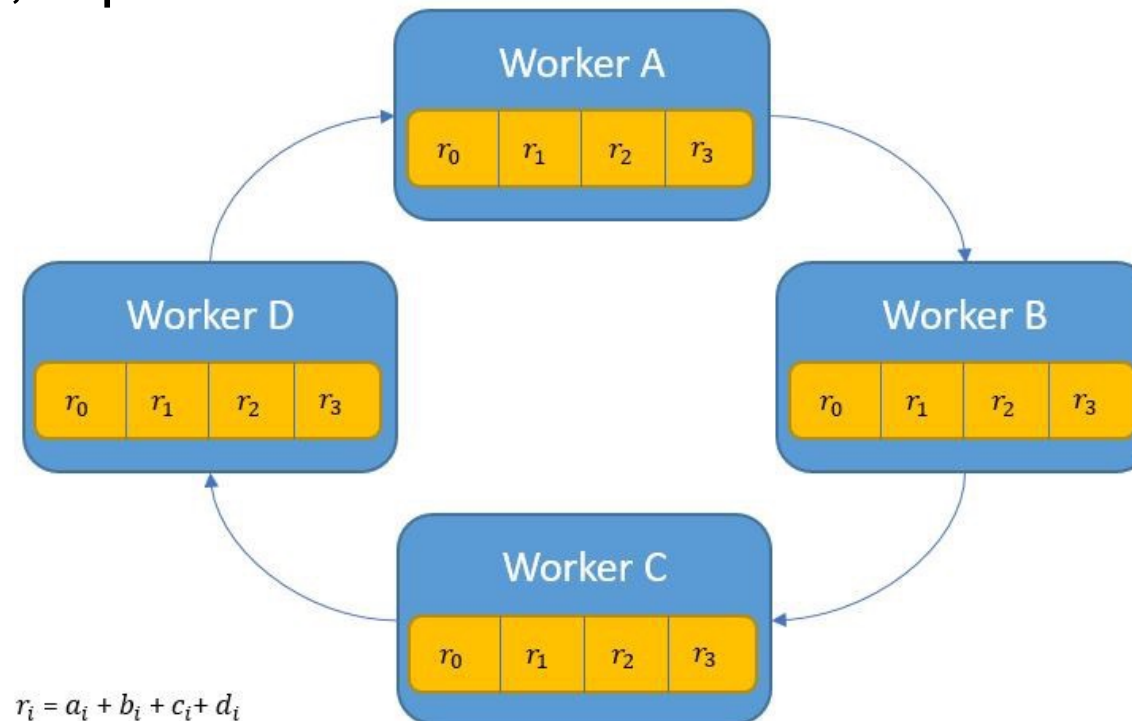 Worker A
r₀ r₁ r₂ r₃
Worker D
r₀ r₁ r₂ r₃
Worker B
r₀ r₁ r₂ r₃
Worker C
r₀ r₁ r₂ r₃
rᵢ = aᵢ + bᵢ + cᵢ+ dᵢ